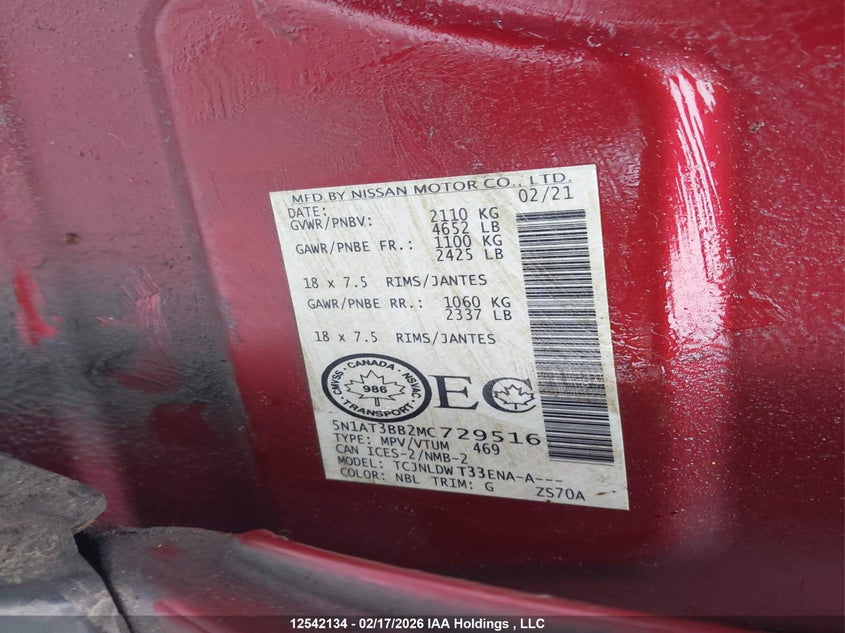 MFD BY NISSAN MOTOR CO., LTD.
DATE: 02/21
GVWR/PNBV: 2110 KG
4652 LB
GAWR/PNBE FR.: 1100 KG
2425 LB
18 x 7.5 RIMS/JANTES
GAWR/PNBE RR.: 1060 KG
2337 LB
18 x 7.5 RIMS/JANTES
CANADA
CMVSS NSVAC
986
TRANSPORT
EC
5N1AT3BB2MC729516
TYPE: MPV/VTUM 469
CAN ICES-2/NMB-2
MODEL: TCJNLDW T33ENA-A---
COLOR: NBL TRIM: G ZS70A
12542134 - 02/17/2026 IAA Holdings , LLC